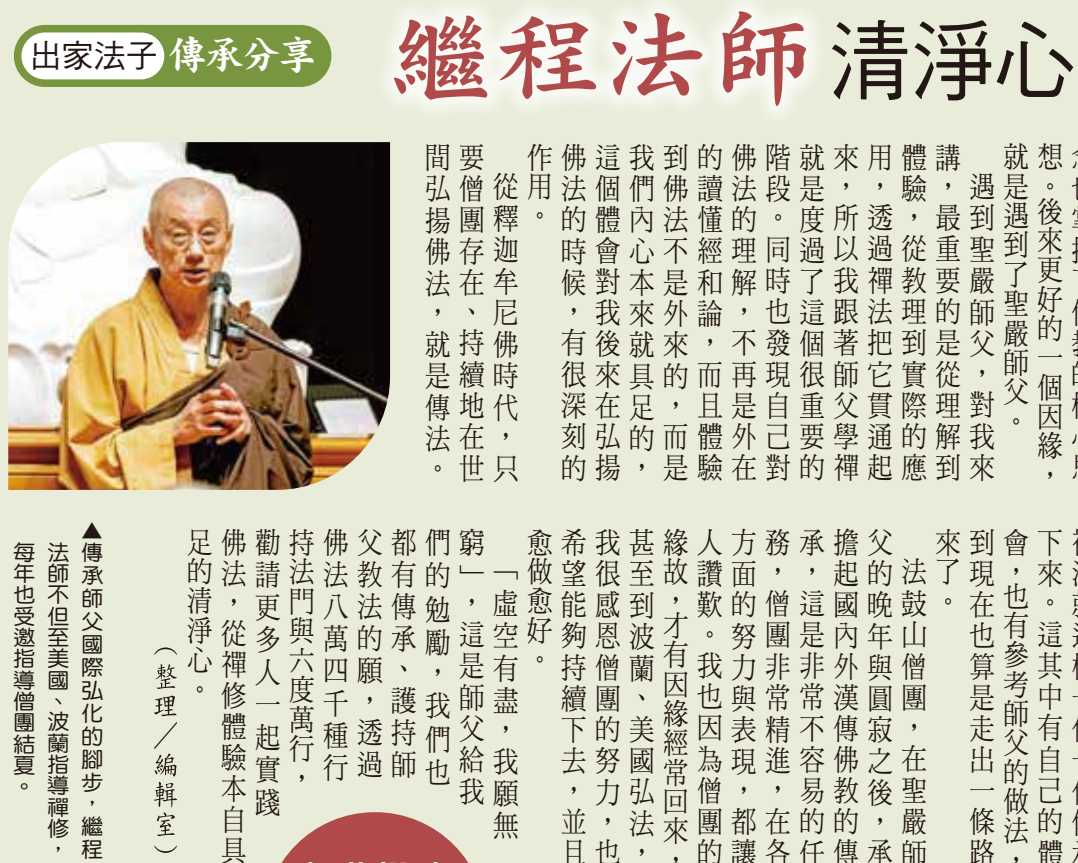 出家法子 傳承分享
繼程法師 清淨心
想。後來更好的一個因緣，
就是遇到了聖嚴師父。
遇到聖嚴師父，對我來
講，最重要的是從理解到
體驗，從教理到實際的應
用，透過禪法把它貫通起
來，所以我跟著師父學禪
就是度過了這個很重要的
階段。同時也發現自己對
佛法的理解，不再是外在
的讀懂經和論，而且體驗
到佛法不是外來的，而是
我們內心本來就具足的，
這個體會對我後來在弘揚
佛法的時候，有很深刻的
作用。
從釋迦牟尼佛時代，只
要僧團存在、持續地在世
間弘揚佛法，就是傳法。
下來。這其中有自己的體
會，也有參考師父的做法
到現在也算是走出一條路
來了。
法鼓山僧團，在聖嚴師
父的晚年與圓寂之後，承
擔起國內外漢傳佛教的傳
承，這是非常不容易的任
務，僧團非常精進，在各
方面的努力與表現，都讓
人讚歎。我也因為僧團的
緣故，才有因緣經常回來，
甚至到波蘭、美國弘法，
我很感恩僧團的努力，也
希望能夠持續下去，並且
愈做愈好。
「虛空有盡，我願無
窮」，這是師父給我
們的勉勵，我們也
都有傳承、護持師
父教法的願，透過
佛法八萬四千種行
持法門與六度萬行，
勸請更多人一起實踐
佛法，從禪修體驗本自具
足的清淨心。
（整理／編輯室）
▲傳承師父國際弘化的腳步，繼程
法師不但至美國、波蘭指導禪修，
每年也受邀指導僧團結夏。